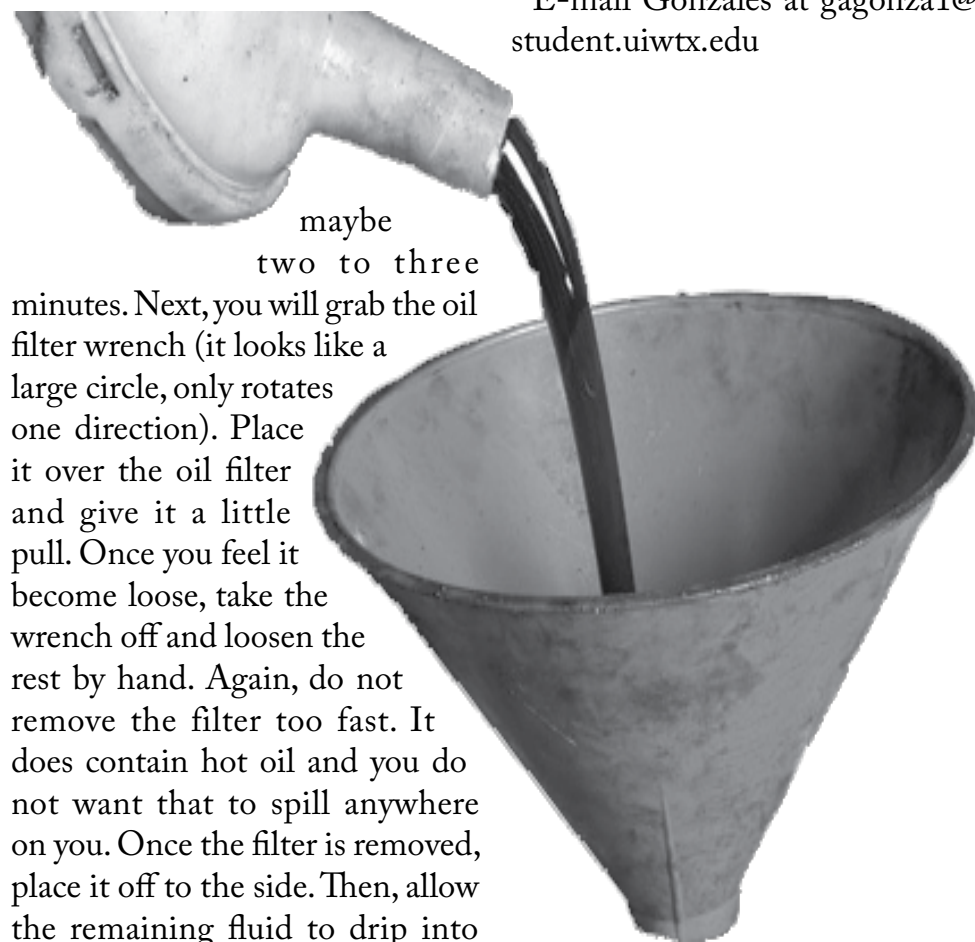 E-mail Gonzales at gagonza1@
student.uiwtx.edu
maybe
two to three
minutes. Next, you will grab the oil
filter wrench (it looks like a
large circle, only rotates
one direction). Place
it over the oil filter
and give it a little
pull. Once you feel it
become loose, take the
wrench off and loosen the
rest by hand. Again, do not
remove the filter too fast. It
does contain hot oil and you do
not want that to spill anywhere
on you. Once the filter is removed,
place it off to the side. Then, allow
the remaining fluid to drip into